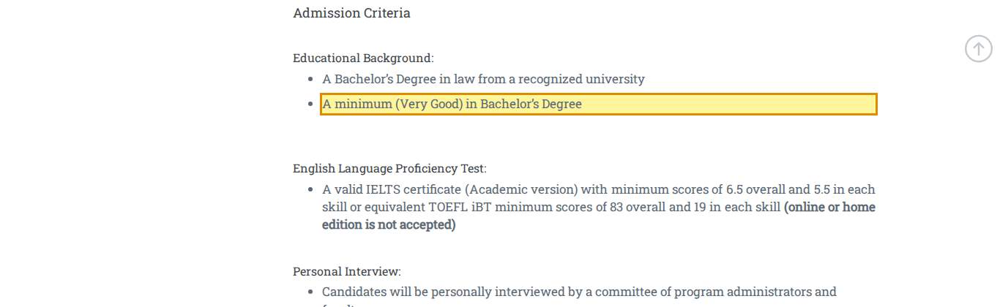 Admission Criteria
Educational Background:
A Bachelor's Degree in law from a recognized university
A minimum (Very Good) in Bachelor's Degree
English Language Proficiency Test:
A valid IELTS certificate (Academic version) with minimum scores of 6.5 overall and 5.5 in each
skill or equivalent TOEFL iBT minimum scores of 83 overall and 19 in each skill (online or home
edition is not accepted)
Personal Interview:
Candidates will be personally interviewed by a committee of program administrators and